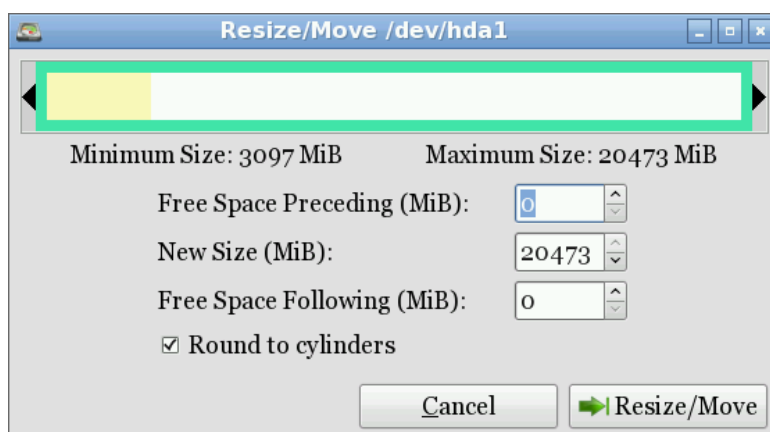 Resize/Move /dev/hda1
Minimum Size: 3097 MiB Maximum Size: 20473 MiB
Free Space Preceding (MiB): 0
New Size (MiB): 20473
Free Space Following (MiB): 0
Round to cylinders
Cancel Resize/Move